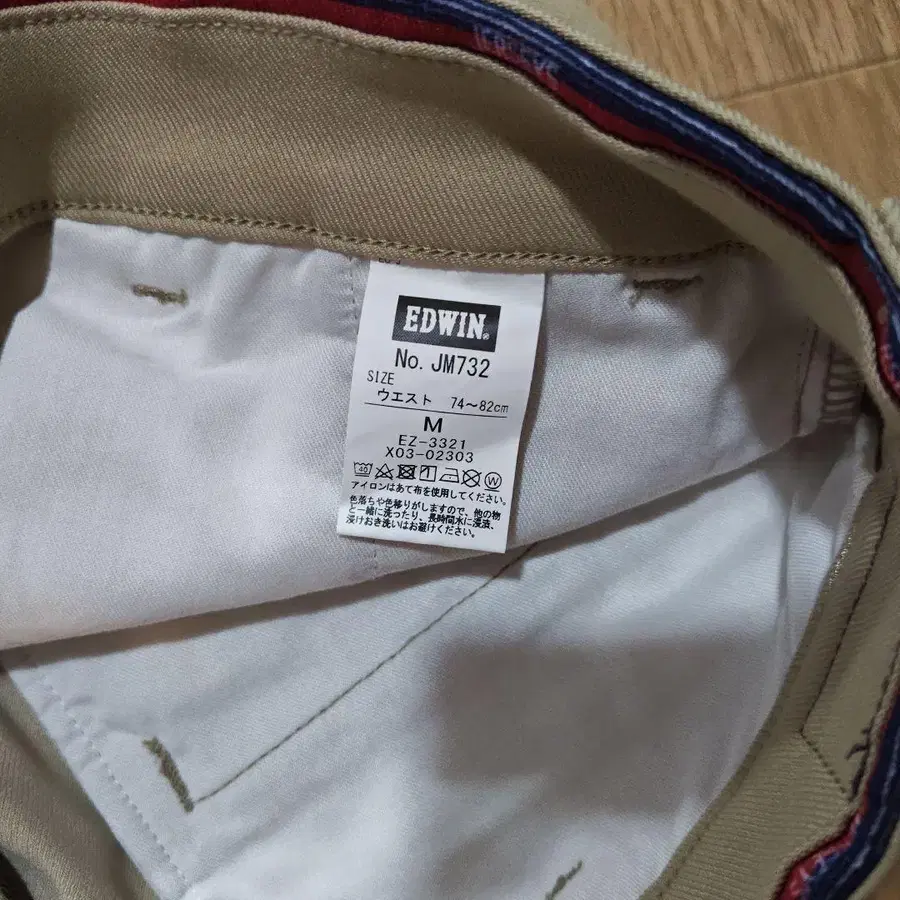 EDWIN
No. JM732
SIZE
ウエスト 74～82cm
M
EZ-3321
X03-02303
40 W
アイロンはあて布を使用してください。
色落ちや色移りがしますので、他の物
と一緒に洗ったり、長時間水に浸漬、
浸けおき洗いはお避けください。